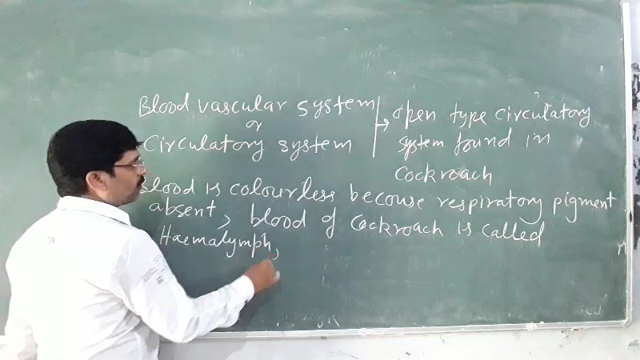 Blood vascular system
or
Circulatory system
→ open type circulatory
system found in
Cockroach
Blood is colourless becouse respiratory pigment
absent, blood of Cockroach is called
Haemalymph,